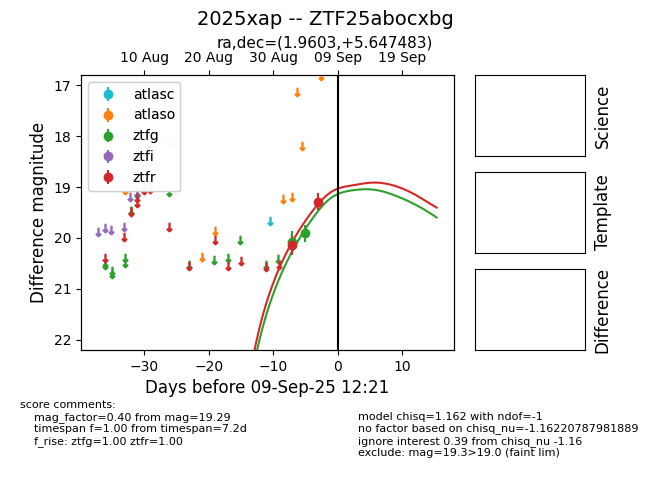 2025xap -- ZTF25abocxbg
ra,dec=(1.9603,+5.647483)
10 Aug 20 Aug 30 Aug 09 Sep 19 Sep
17
18
19
20
21
22
Difference magnitude
atlasc
atlaso
ztfg
ztfi
ztfr
−30 −20 −10 0 10
Days before 09-Sep-25 12:21
Science
Template
Difference
score comments:
mag_factor=0.40 from mag=19.29
timespan f=1.00 from timespan=7.2d
f_rise: ztfg=1.00 ztfr=1.00
model chisq=1.162 with ndof=-1
no factor based on chisq_nu=-1.16220787981889
ignore interest 0.39 from chisq_nu -1.16
exclude: mag=19.3>19.0 (faint lim)